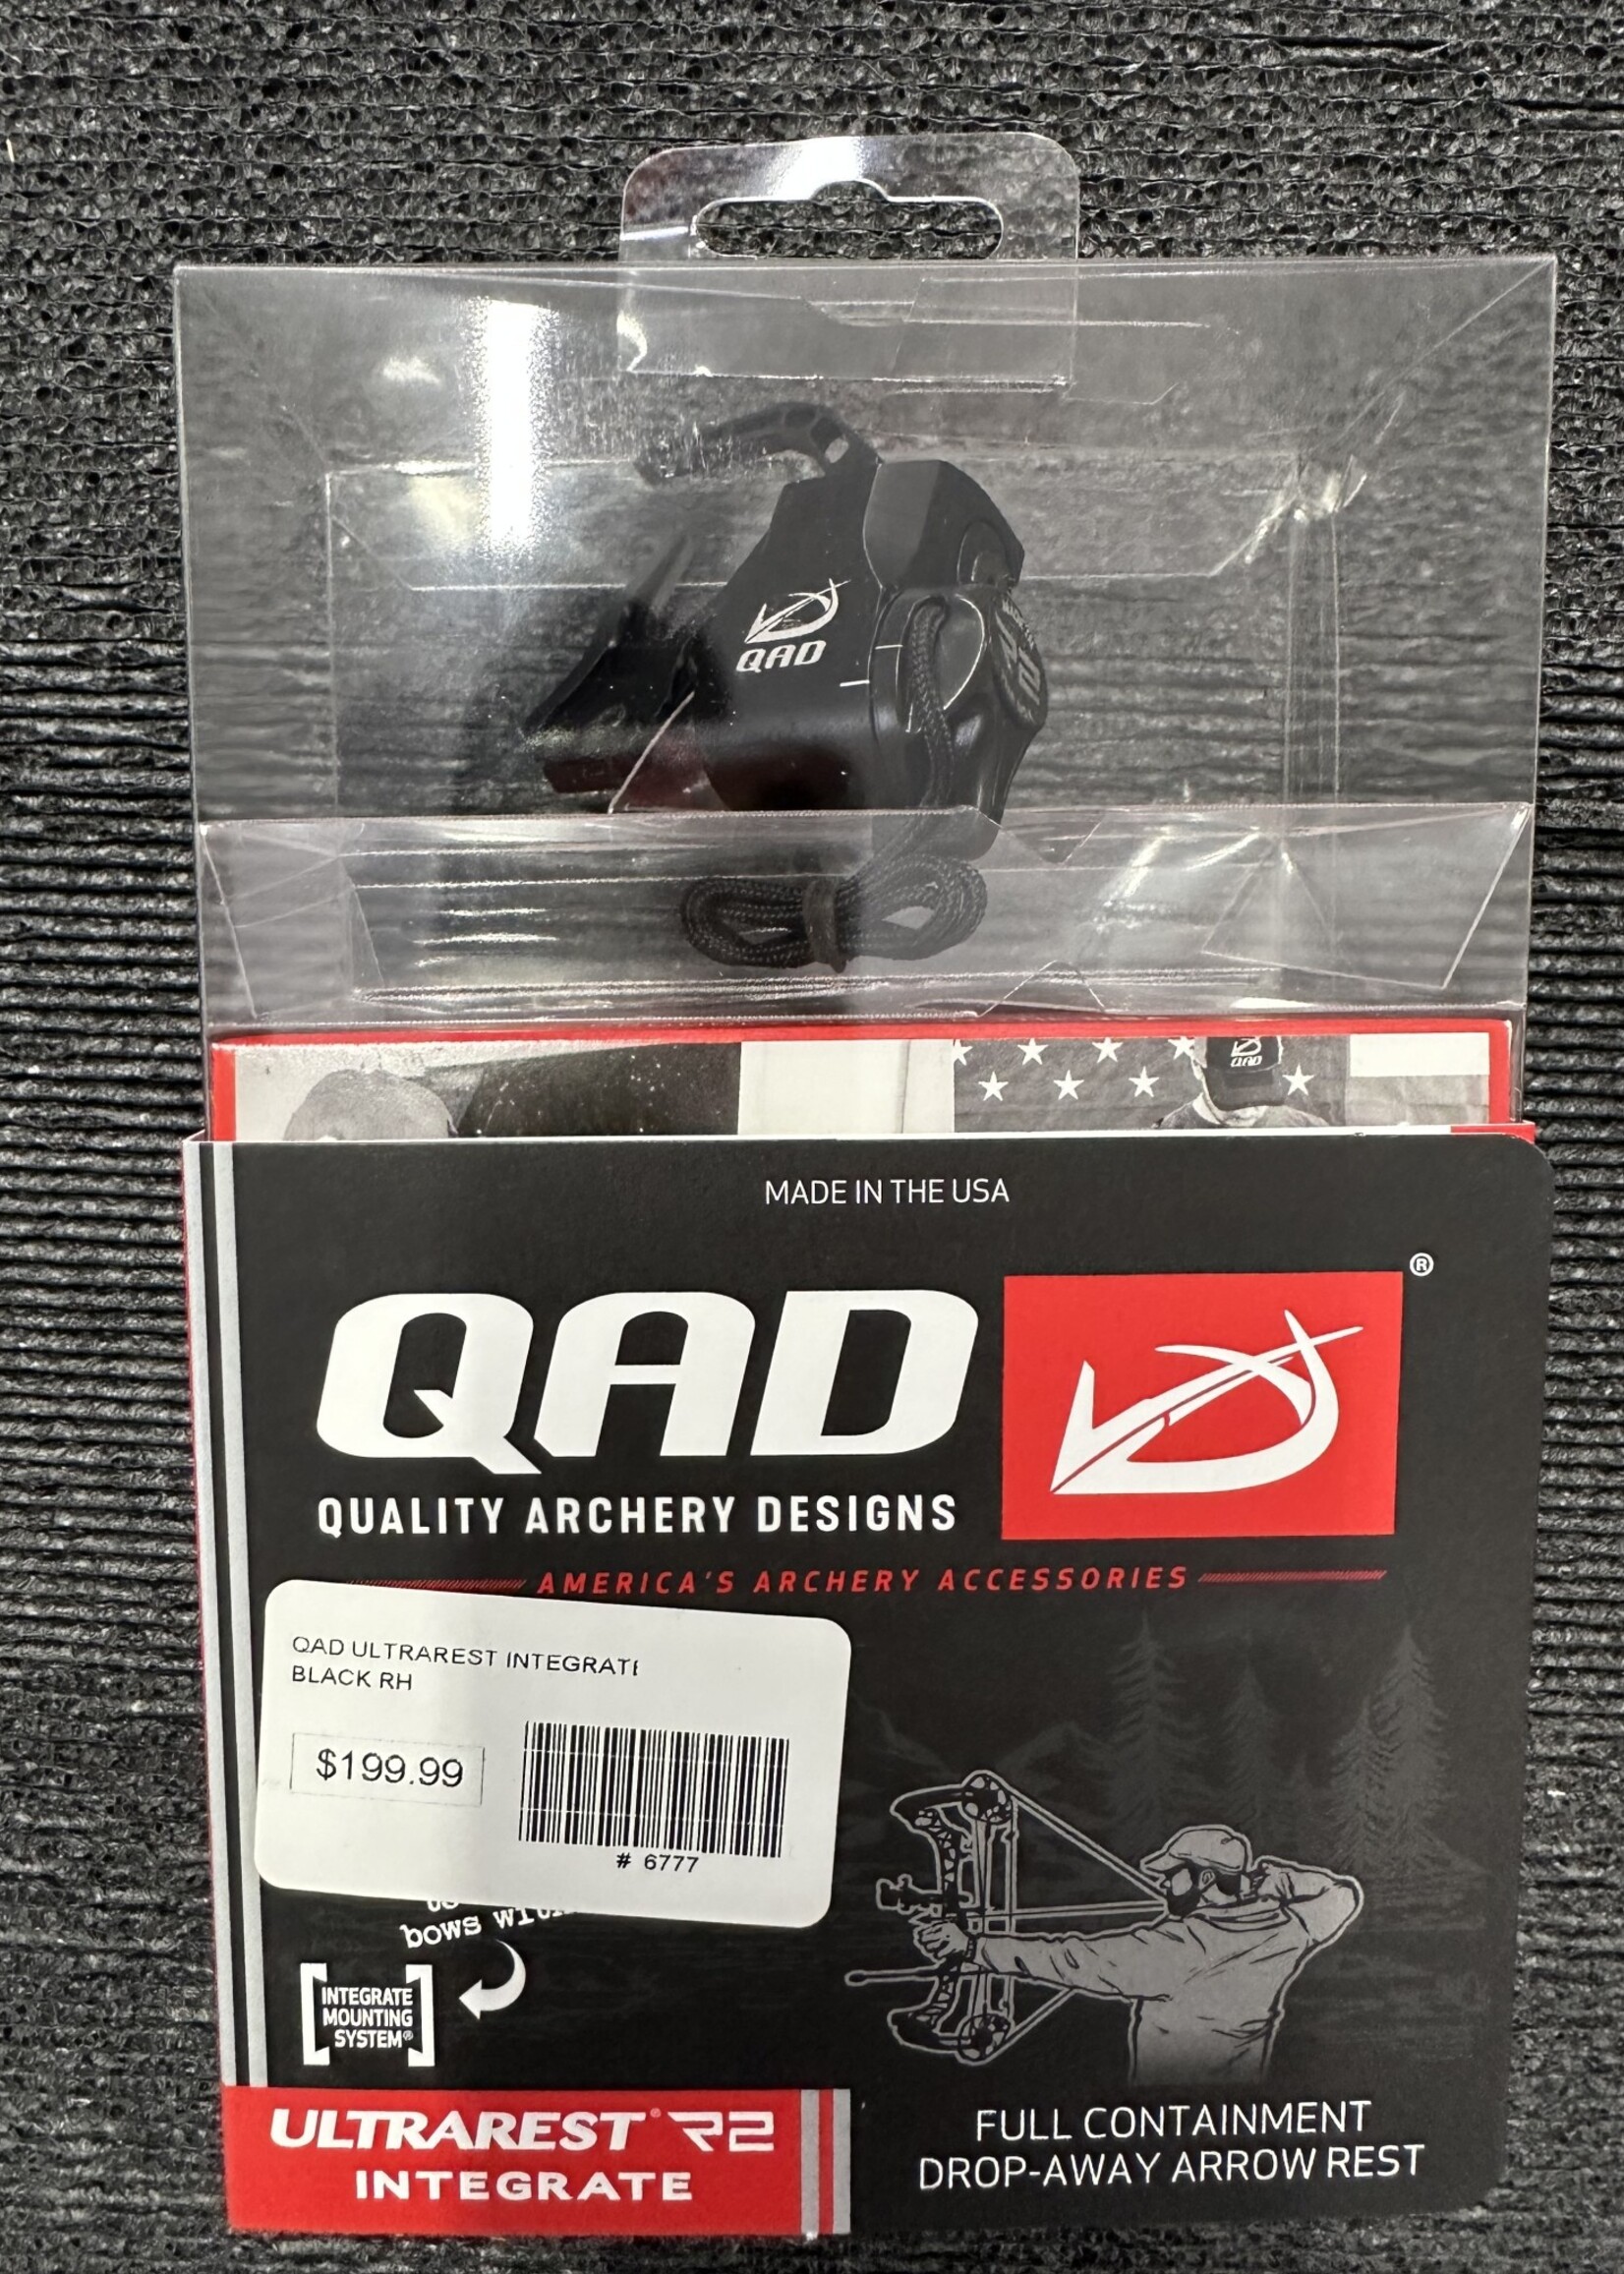 QAD
QAD
MADE IN THE USA
®
QAD
QUALITY ARCHERY DESIGNS
AMERICA'S ARCHERY ACCESSORIES
QAD ULTRAREST INTEGRATE
BLACK RH
$199.99
# 6777
bows
INTEGRATE
MOUNTING
SYSTEM®
ULTRAREST® R2
INTEGRATE
FULL CONTAINMENT
DROP-AWAY ARROW REST